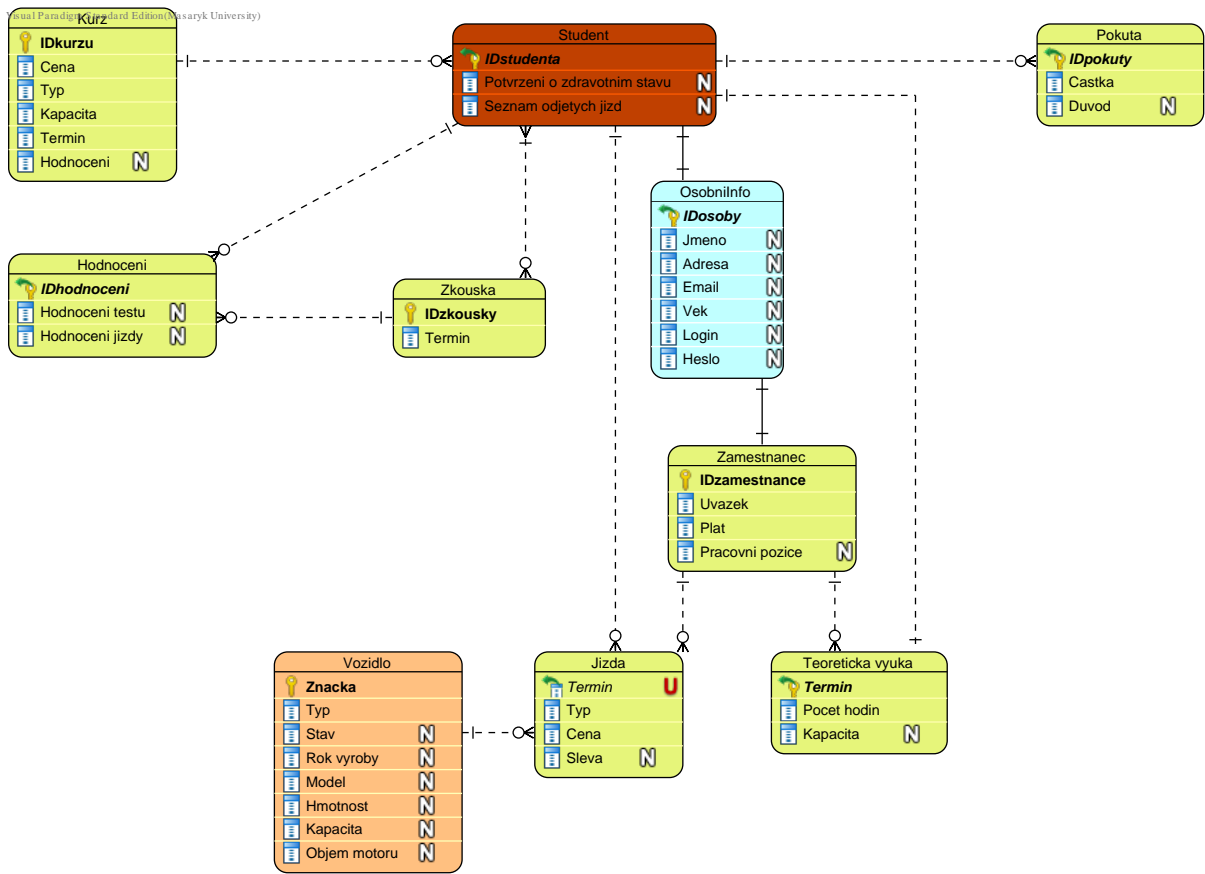 Visual Paradigm Standard Edition(Masaryk University)
Kurz
IDkurzu
Cena
Typ
Kapacita
Termin
Hodnoceni N
Student
IDstudenta
Potvrzeni o zdravotnim stavu N
Seznam odjetych jizd N
Pokuta
IDpokuty
Castka
Duvod N
OsobniInfo
IDosoby
Jmeno N
Adresa N
Email N
Vek N
Login N
Heslo N
Hodnoceni
IDhodnoceni
Hodnoceni testu N
Hodnoceni jizdy N
Zkouska
IDzkousky
Termin
Zamestnanec
IDzamestnance
Uvazek
Plat
Pracovni pozice N
Vozidlo
Znacka
Typ
Stav N
Rok vyroby N
Model N
Hmotnost N
Kapacita N
Objem motoru N
Jizda
Termin U
Typ
Cena
Sleva N
Teoreticka vyuka
Termin
Pocet hodin
Kapacita N